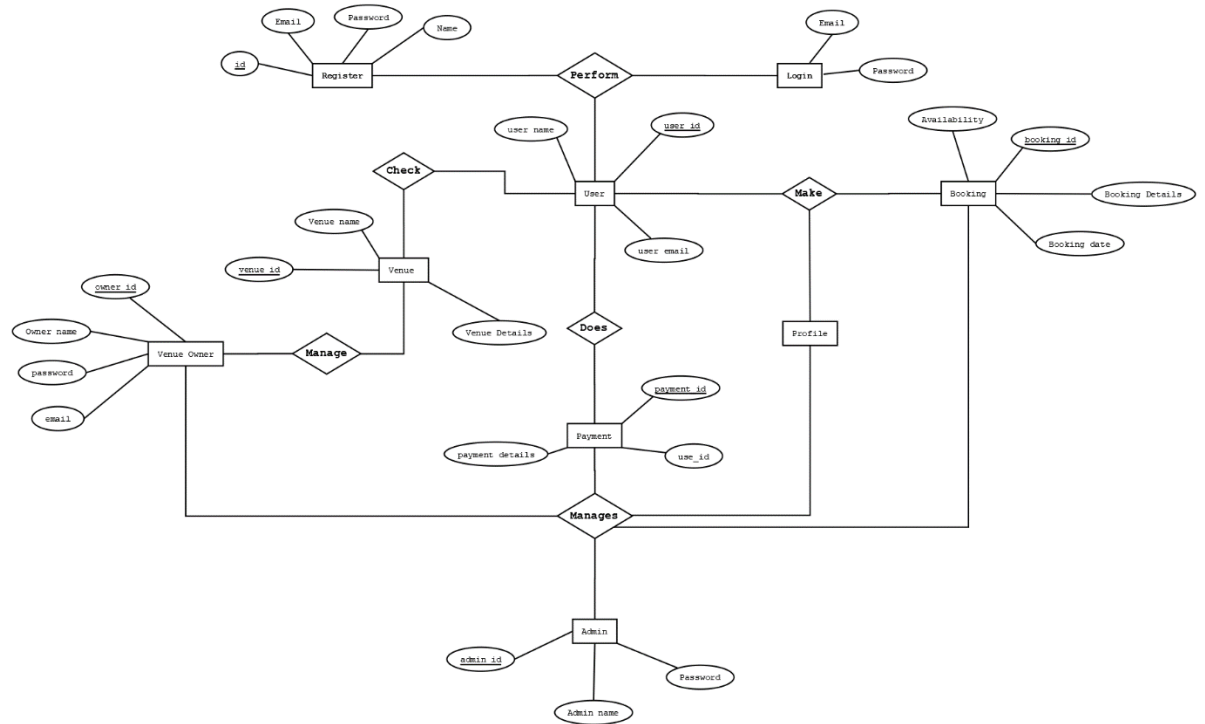 Email
Password
Name
id
Register
Perform
Email
Login
Password
user name
user id
Availability
booking id
Check
User
Make
Booking
Booking Details
Venue name
user email
Booking date
venue id
Venue
owner id
Venue Details
Does
Profile
Owner name
Venue Owner
Manage
password
payment id
email
payment details
Payment
use_id
Manages
Admin
admin id
Password
Admin name